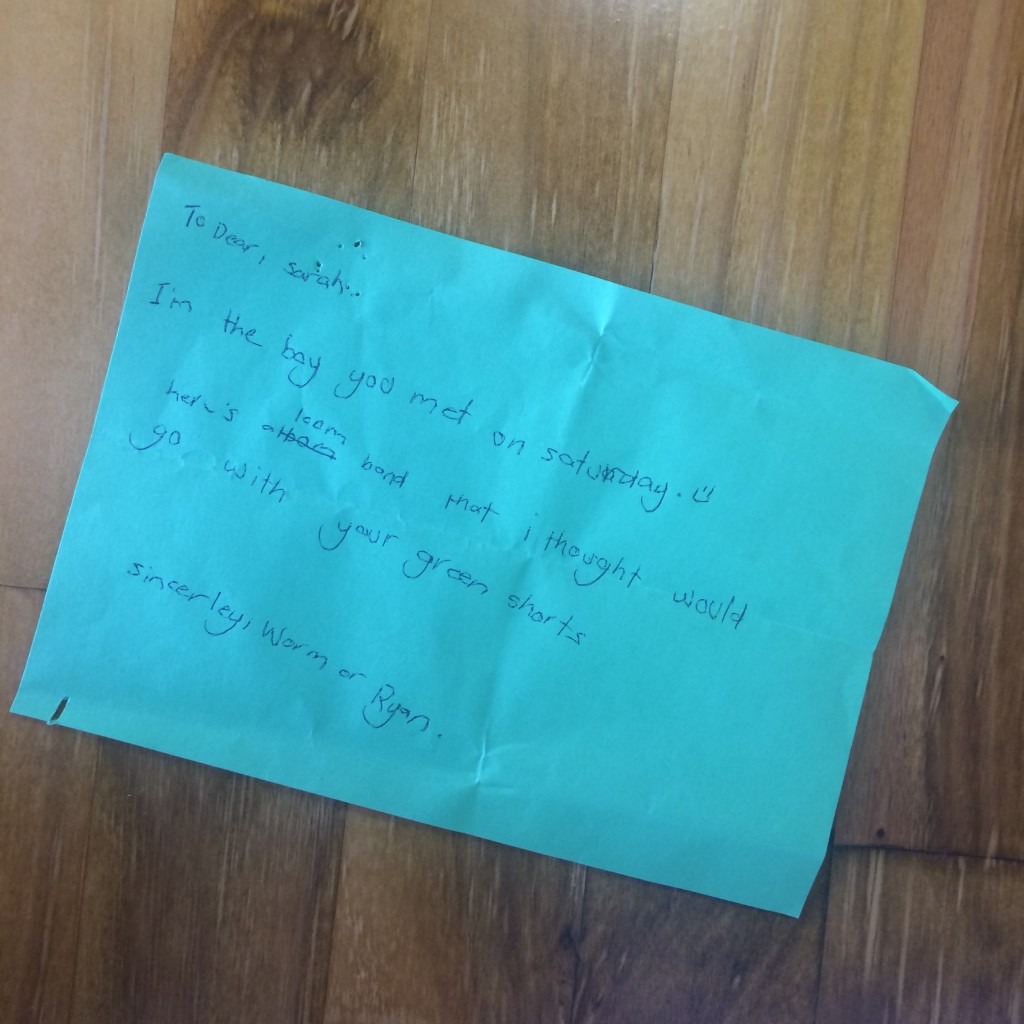 To Dear, sarah..
I'm the boy you met on saturday. ಟ
here's a loom band that i thought would
go with your green shorts
sincerley, Worm or Ryan.